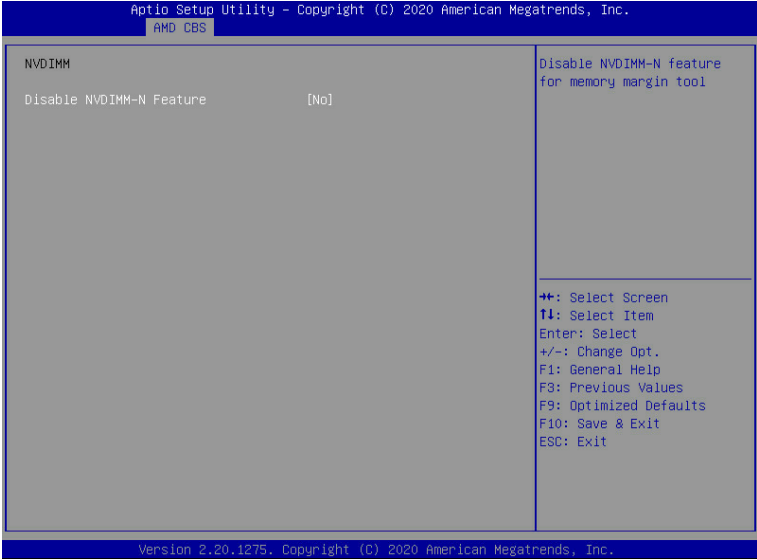 Aptio Setup Utility – Copyright (C) 2020 American Megatrends, Inc.
AMD CBS
NVDIMM
Disable NVDIMM-N Feature [No]
Disable NVDIMM-N feature
for memory margin tool
→←: Select Screen
↑↓: Select Item
Enter: Select
+/-: Change Opt.
F1: General Help
F3: Previous Values
F9: Optimized Defaults
F10: Save & Exit
ESC: Exit
Version 2.20.1275. Copyright (C) 2020 American Megatrends, Inc.